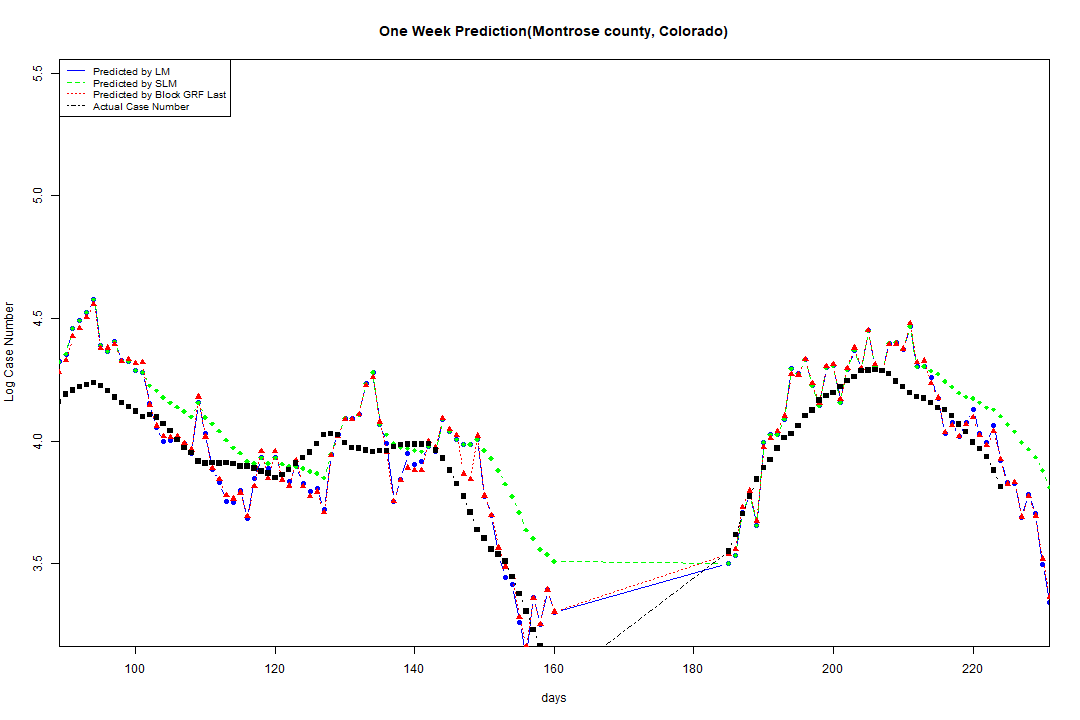 One Week Prediction(Montrose county, Colorado)
Predicted by LM
Predicted by SLM
Predicted by Block GRF Last
Actual Case Number
5.5
5.0
4.5
4.0
3.5
Log Case Number
100 120 140 160 180 200 220
days